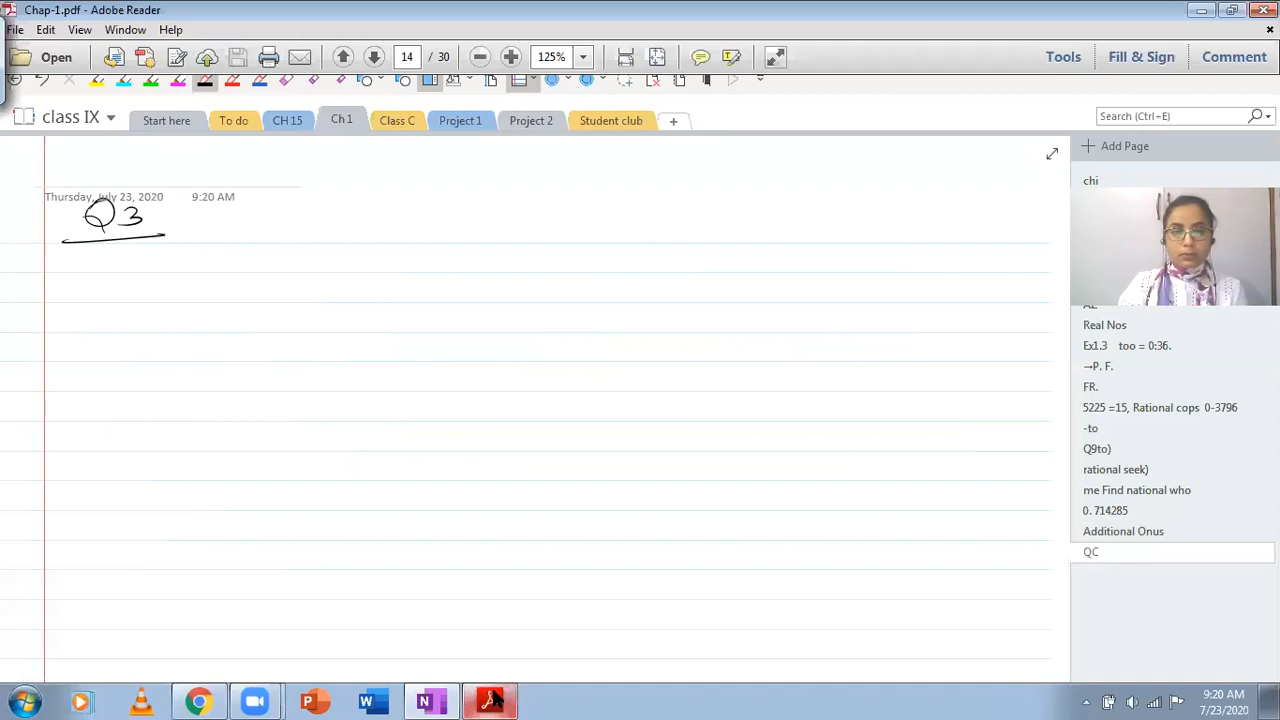 Chap-1.pdf - Adobe Reader
File Edit View Window Help
Open 14 / 30 125% Tools Fill & Sign Comment
class IX Start here To do CH 15 Ch 1 Class C Project 1 Project 2 Student club Search (Ctrl+E)
Add Page
Thursday, July 23, 2020 9:20 AM
Q3
chi
Real Nos
Ex1.3 too = 0:36.
→P. F.
FR.
5225 =15, Rational cops 0-3796
-to
Q9to)
rational seek)
me Find national who
0. 714285
Additional Onus
QC
9:20 AM
7/23/2020